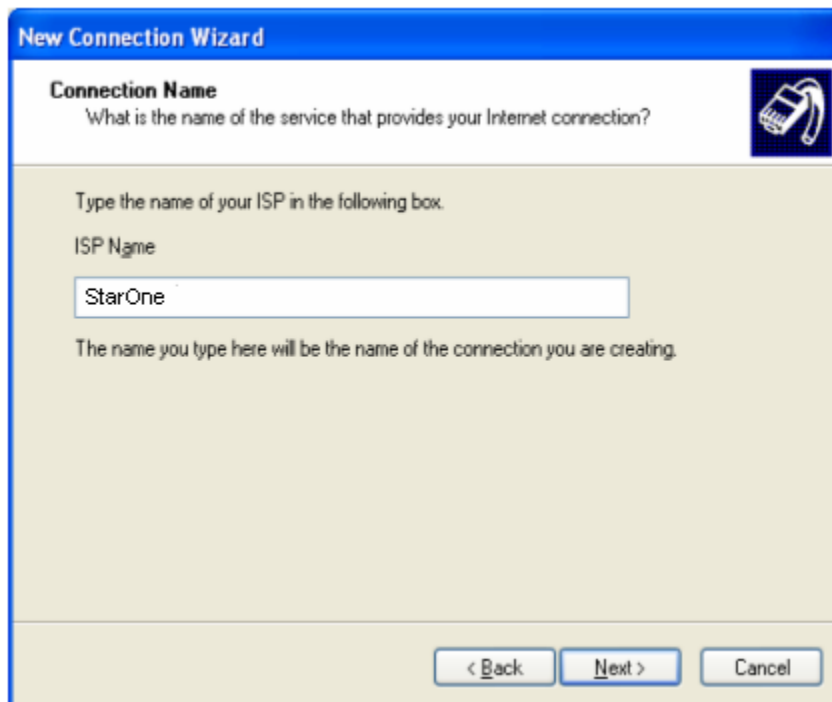 New Connection Wizard
Connection Name
What is the name of the service that provides your Internet connection?
Type the name of your ISP in the following box.
ISP Name
StarOne
The name you type here will be the name of the connection you are creating.
< Back
Next >
Cancel